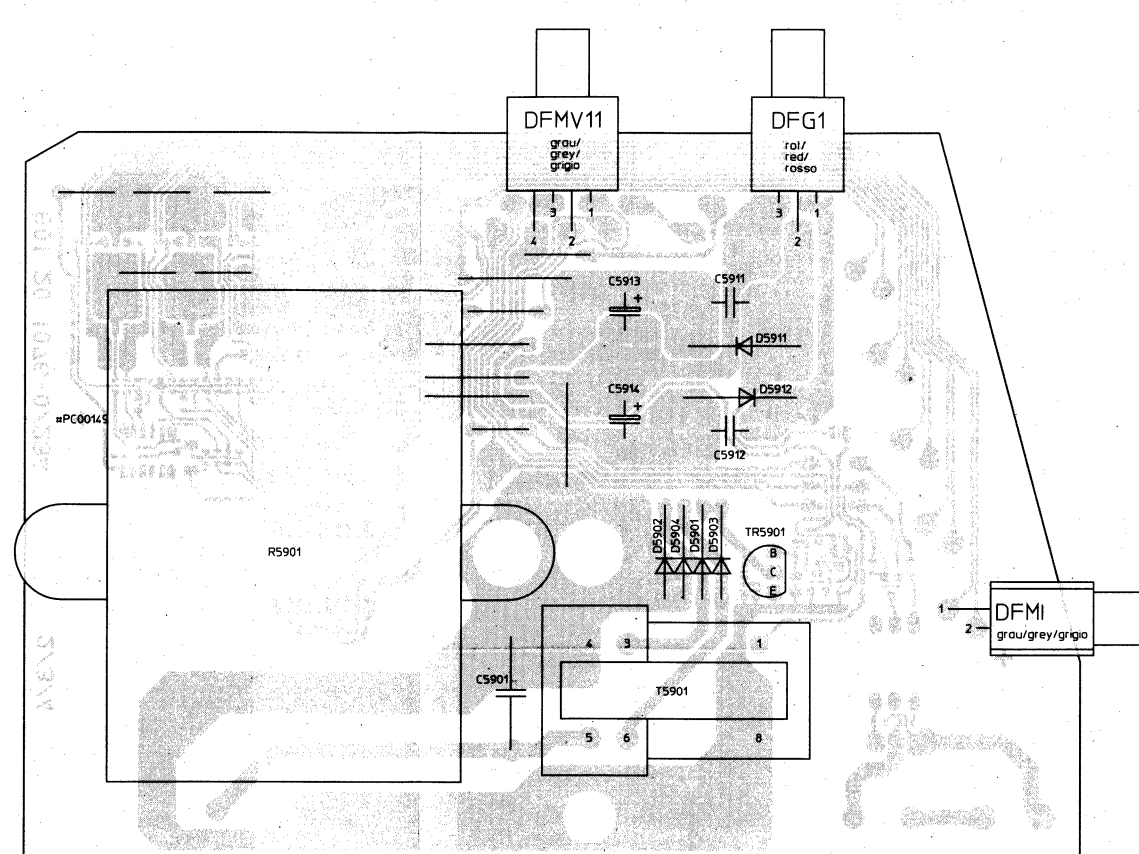 DFMV11
grau/
grey/
grigio
3 1
4 2
DFG1
rol/
red/
rosso
3 1
2
C5913
+
C5911
D5911
C5914
+
D5912
C5912
¤PC00149
R5901
D5902
D5904
D5901
D5903
TR5901
B
C
E
1
2
DFMI
grau/grey/grigio
4 3 1
C5901
T5901
5 6 8